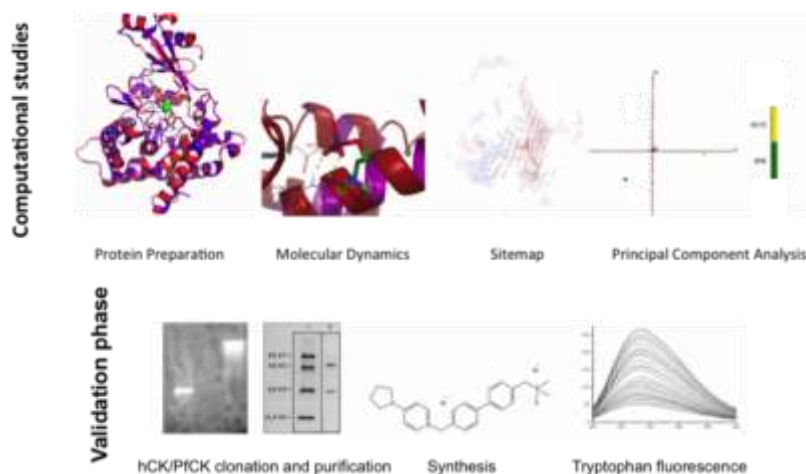 Computational studies
Protein Preparation
Molecular Dynamics
Sitemap
Principal Component Analysis
Validation phase
hCK/PfCK clonation and purification
Synthesis
Tryptophan fluorescence